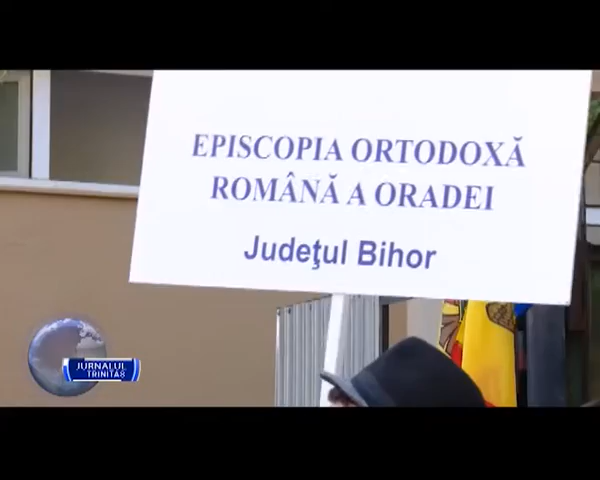 EPISCOPIA ORTODOXĂ
ROMÂNĂ A ORADEI
Judeţul Bihor
JURNALUL
TRINITAS